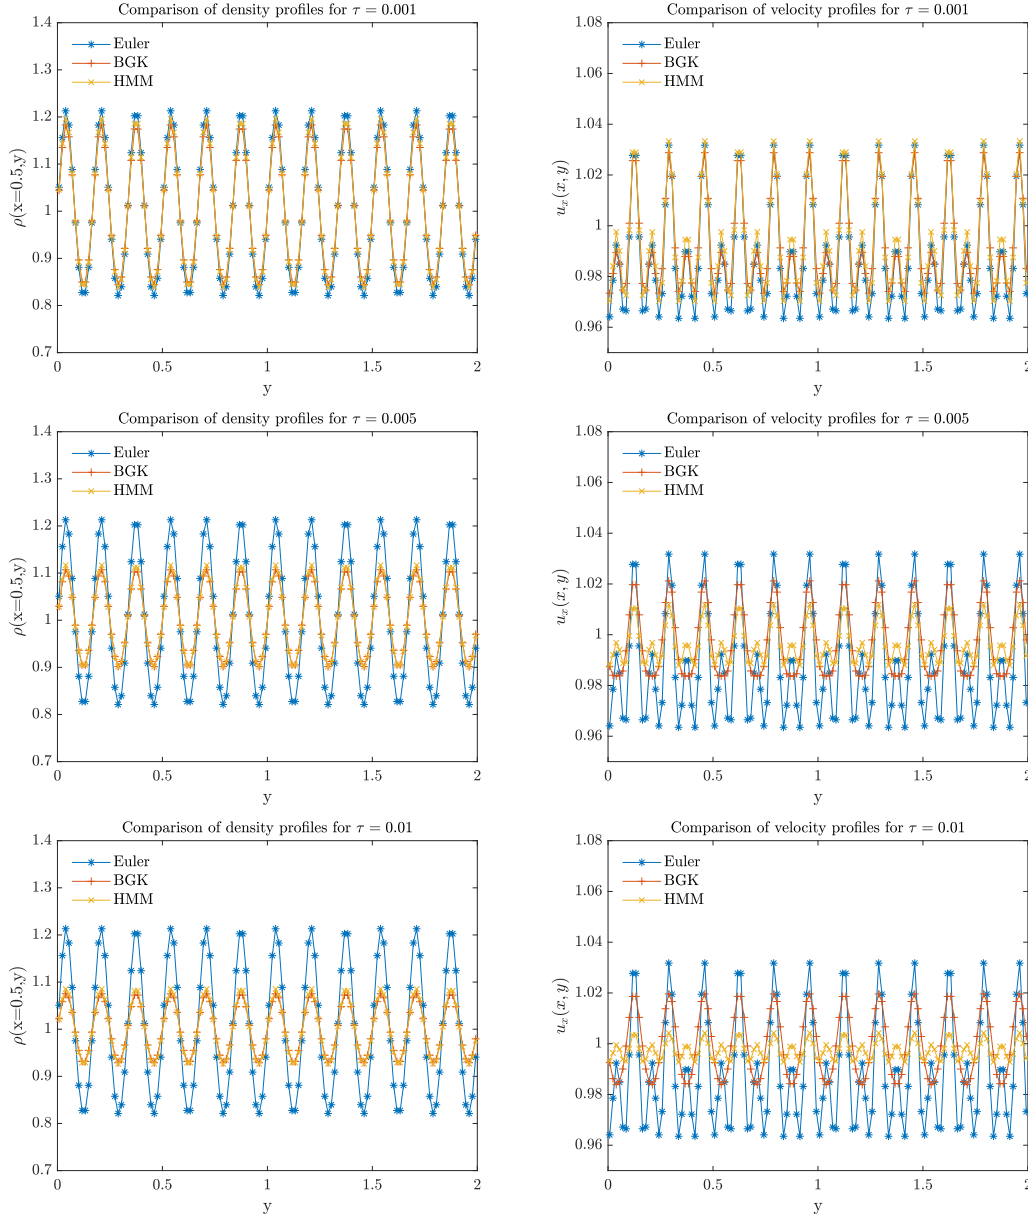 Comparison of density profiles for τ = 0.001
1.4
1.3
1.2
1.1
1
0.9
0.8
0.7
ρ(x=0.5,y)
Euler
BGK
HMM
0 0.5 1 1.5 2
y
Comparison of velocity profiles for τ = 0.001
1.08
1.06
1.04
1.02
1
0.98
0.96
u_x(x, y)
Euler
BGK
HMM
0 0.5 1 1.5 2
y
Comparison of density profiles for τ = 0.005
1.4
1.3
1.2
1.1
1
0.9
0.8
0.7
ρ(x=0.5,y)
Euler
BGK
HMM
0 0.5 1 1.5 2
y
Comparison of velocity profiles for τ = 0.005
1.08
1.06
1.04
1.02
1
0.98
0.96
u_x(x, y)
Euler
BGK
HMM
0 0.5 1 1.5 2
y
Comparison of density profiles for τ = 0.01
1.4
1.3
1.2
1.1
1
0.9
0.8
0.7
ρ(x=0.5,y)
Euler
BGK
HMM
0 0.5 1 1.5 2
y
Comparison of velocity profiles for τ = 0.01
1.08
1.06
1.04
1.02
1
0.98
0.96
u_x(x, y)
Euler
BGK
HMM
0 0.5 1 1.5 2
y